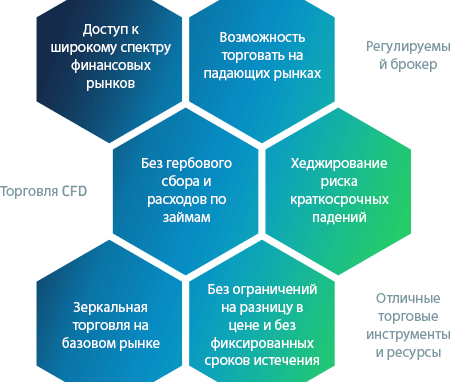 Доступ к
широкому спектру
финансовых
рынков
Возможность
торговать на
падающих рынках
Регулируемы
й брокер
Торговля CFD
Без гербового
сбора и
расходов по
займам
Хеджирование
риска
краткосрочных
падений
Зеркальная
торговля на
базовом рынке
Без ограничений
на разницу в
цене и без
фиксированных
сроков истечения
Отличные
торговые
инструменты
и ресурсы